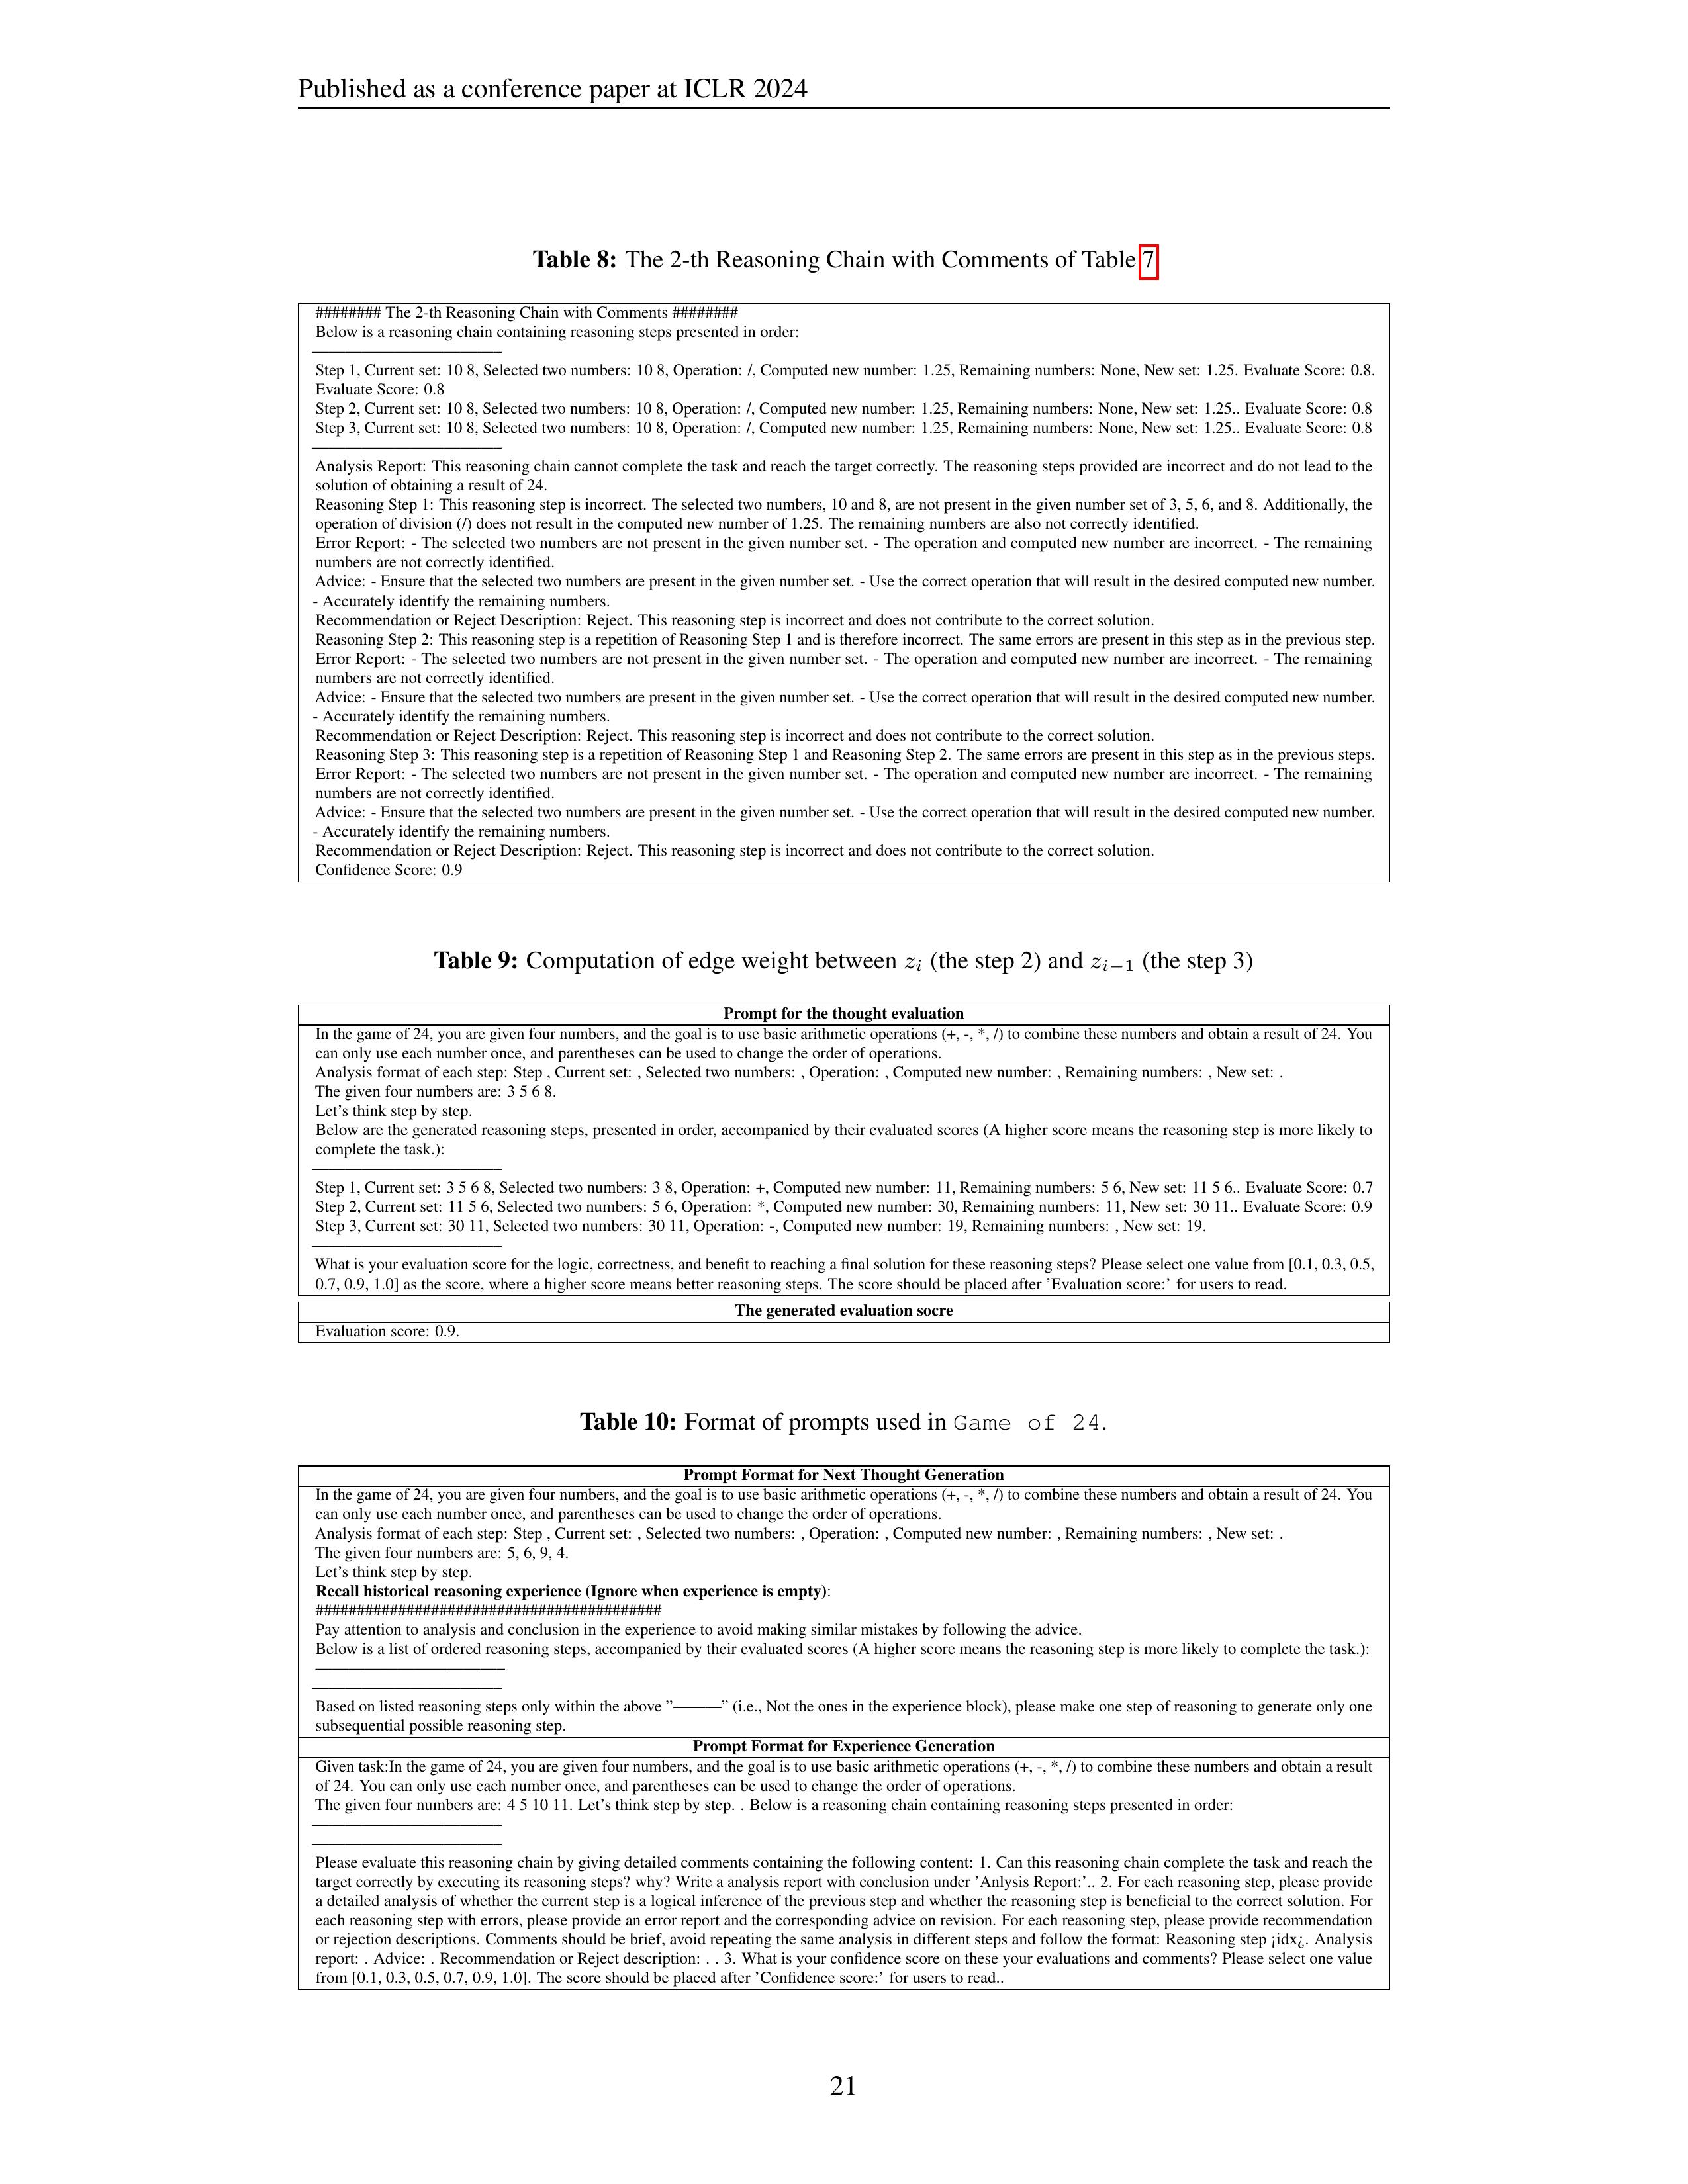 Published as a conference paper at ICLR 2024
Table 8: The 2-th Reasoning Chain with Comments of Table 7
######## The 2-th Reasoning Chain with Comments ########
Below is a reasoning chain containing reasoning steps presented in order:
Step 1, Current set: 10 8, Selected two numbers: 10 8, Operation: /, Computed new number: 1.25, Remaining numbers: None, New set: 1.25. Evaluate Score: 0.8.
Evaluate Score: 0.8
Step 2, Current set: 10 8, Selected two numbers: 10 8, Operation: /, Computed new number: 1.25, Remaining numbers: None, New set: 1.25.. Evaluate Score: 0.8
Step 3, Current set: 10 8, Selected two numbers: 10 8, Operation: /, Computed new number: 1.25, Remaining numbers: None, New set: 1.25.. Evaluate Score: 0.8
Analysis Report: This reasoning chain cannot complete the task and reach the target correctly. The reasoning steps provided are incorrect and do not lead to the
solution of obtaining a result of 24.
Reasoning Step 1: This reasoning step is incorrect. The selected two numbers, 10 and 8, are not present in the given number set of 3, 5, 6, and 8. Additionally, the
operation of division (/) does not result in the computed new number of 1.25. The remaining numbers are also not correctly identified.
Error Report: - The selected two numbers are not present in the given number set. - The operation and computed new number are incorrect. - The remaining
numbers are not correctly identified.
Advice: - Ensure that the selected two numbers are present in the given number set. - Use the correct operation that will result in the desired computed new number.
- Accurately identify the remaining numbers.
Recommendation or Reject Description: Reject. This reasoning step is incorrect and does not contribute to the correct solution.
Reasoning Step 2: This reasoning step is a repetition of Reasoning Step 1 and is therefore incorrect. The same errors are present in this step as in the previous step.
Error Report: - The selected two numbers are not present in the given number set. - The operation and computed new number are incorrect. - The remaining
numbers are not correctly identified.
Advice: - Ensure that the selected two numbers are present in the given number set. - Use the correct operation that will result in the desired computed new number.
- Accurately identify the remaining numbers.
Recommendation or Reject Description: Reject. This reasoning step is incorrect and does not contribute to the correct solution.
Reasoning Step 3: This reasoning step is a repetition of Reasoning Step 1 and Reasoning Step 2. The same errors are present in this step as in the previous steps.
Error Report: - The selected two numbers are not present in the given number set. - The operation and computed new number are incorrect. - The remaining
numbers are not correctly identified.
Advice: - Ensure that the selected two numbers are present in the given number set. - Use the correct operation that will result in the desired computed new number.
- Accurately identify the remaining numbers.
Recommendation or Reject Description: Reject. This reasoning step is incorrect and does not contribute to the correct solution.
Confidence Score: 0.9
Table 9: Computation of edge weight between z_i (the step 2) and z_{i−1} (the step 3)
Prompt for the thought evaluation
In the game of 24, you are given four numbers, and the goal is to use basic arithmetic operations (+, -, *, /) to combine these numbers and obtain a result of 24. You
can only use each number once, and parentheses can be used to change the order of operations.
Analysis format of each step: Step , Current set: , Selected two numbers: , Operation: , Computed new number: , Remaining numbers: , New set: .
The given four numbers are: 3 5 6 8.
Let's think step by step.
Below are the generated reasoning steps, presented in order, accompanied by their evaluated scores (A higher score means the reasoning step is more likely to
complete the task.):
Step 1, Current set: 3 5 6 8, Selected two numbers: 3 8, Operation: +, Computed new number: 11, Remaining numbers: 5 6, New set: 11 5 6.. Evaluate Score: 0.7
Step 2, Current set: 11 5 6, Selected two numbers: 5 6, Operation: *, Computed new number: 30, Remaining numbers: 11, New set: 30 11.. Evaluate Score: 0.9
Step 3, Current set: 30 11, Selected two numbers: 30 11, Operation: -, Computed new number: 19, Remaining numbers: , New set: 19.
What is your evaluation score for the logic, correctness, and benefit to reaching a final solution for these reasoning steps? Please select one value from [0.1, 0.3, 0.5,
0.7, 0.9, 1.0] as the score, where a higher score means better reasoning steps. The score should be placed after ’Evaluation score:’ for users to read.
The generated evaluation socre
Evaluation score: 0.9.
Table 10: Format of prompts used in Game of 24.
Prompt Format for Next Thought Generation
In the game of 24, you are given four numbers, and the goal is to use basic arithmetic operations (+, -, *, /) to combine these numbers and obtain a result of 24. You
can only use each number once, and parentheses can be used to change the order of operations.
Analysis format of each step: Step , Current set: , Selected two numbers: , Operation: , Computed new number: , Remaining numbers: , New set: .
The given four numbers are: 5, 6, 9, 4.
Let's think step by step.
Recall historical reasoning experience (Ignore when experience is empty):
##########################################
Pay attention to analysis and conclusion in the experience to avoid making similar mistakes by following the advice.
Below is a list of ordered reasoning steps, accompanied by their evaluated scores (A higher score means the reasoning step is more likely to complete the task.):
Based on listed reasoning steps only within the above ”———” (i.e., Not the ones in the experience block), please make one step of reasoning to generate only one
subsequential possible reasoning step.
Prompt Format for Experience Generation
Given task:In the game of 24, you are given four numbers, and the goal is to use basic arithmetic operations (+, -, *, /) to combine these numbers and obtain a result
of 24. You can only use each number once, and parentheses can be used to change the order of operations.
The given four numbers are: 4 5 10 11. Let's think step by step. . Below is a reasoning chain containing reasoning steps presented in order:
Please evaluate this reasoning chain by giving detailed comments containing the following content: 1. Can this reasoning chain complete the task and reach the
target correctly by executing its reasoning steps? why? Write a analysis report with conclusion under ’Anlysis Report:’.. 2. For each reasoning step, please provide
a detailed analysis of whether the current step is a logical inference of the previous step and whether the reasoning step is beneficial to the correct solution. For
each reasoning step with errors, please provide an error report and the corresponding advice on revision. For each reasoning step, please provide recommendation
or rejection descriptions. Comments should be brief, avoid repeating the same analysis in different steps and follow the format: Reasoning step ¡idx¿. Analysis
report: . Advice: . Recommendation or Reject description: . . 3. What is your confidence score on these your evaluations and comments? Please select one value
from [0.1, 0.3, 0.5, 0.7, 0.9, 1.0]. The score should be placed after ’Confidence score:’ for users to read..
21